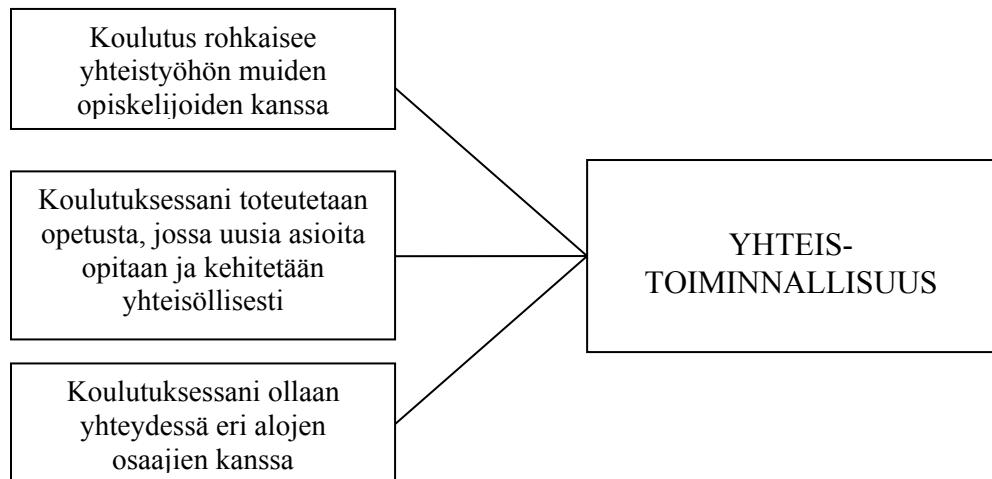 Koulutus rohkaisee
yhteistyöhön muiden
opiskelijoiden kanssa
Koulutuksessani toteutetaan
opetusta, jossa uusia asioita
opitaan ja kehitetään
yhteisöllisesti
YHTEIS-
TOIMINNALLISUUS
Koulutuksessani ollaan
yhteydessä eri alojen
osaajien kanssa